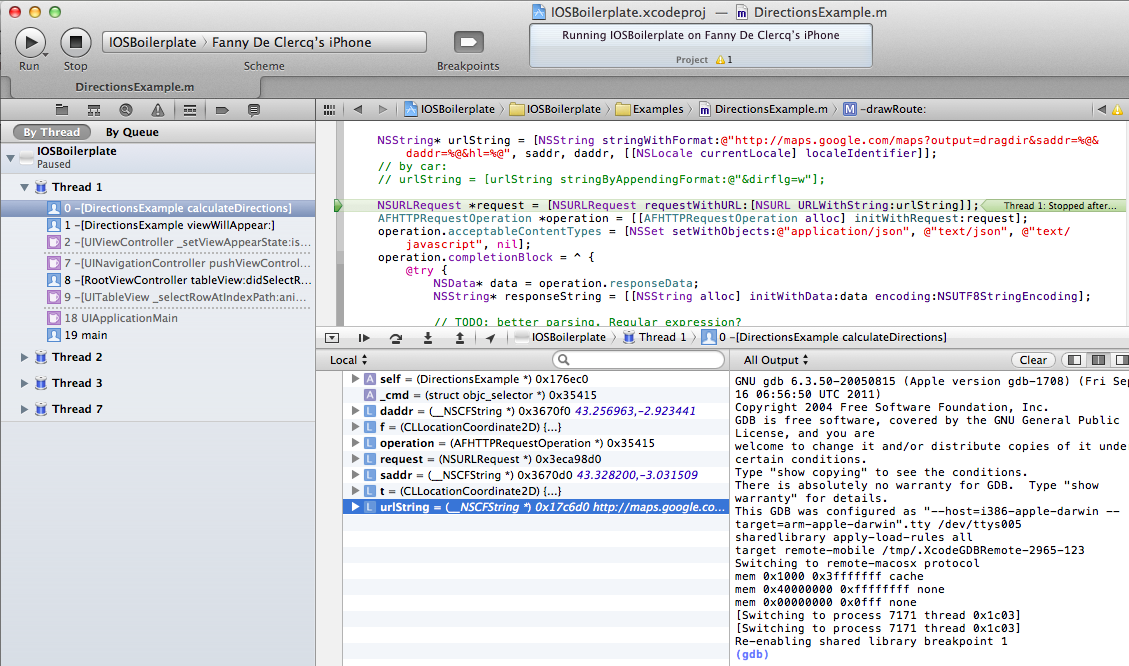 IOSBoilerplate.xcodeproj — DirectionsExample.m
Run
Stop
IOSBoilerplate 〉 Fanny De Clercq's iPhone
Scheme
Breakpoints
Running IOSBoilerplate on Fanny De Clercq's iPhone
Project 1
DirectionsExample.m
IOSBoilerplate 〉 IOSBoilerplate 〉 Examples 〉 DirectionsExample.m 〉 M -drawRoute:
By Thread By Queue
IOSBoilerplate
Paused
Thread 1
0 -[DirectionsExample calculateDirections]
1 -[DirectionsExample viewWillAppear:]
2 -[UIViewController _setViewAppearState:is...
7 -[UINavigationController pushViewControl...
8 -[RootViewController tableView:didSelectR...
9 -[UITableView _selectRowAtIndexPath:ani...
18 UIApplicationMain
19 main
Thread 2
Thread 3
Thread 7
NSString* urlString = [NSString stringWithFormat:@"http://maps.google.com/maps?output=dragdir&saddr=%@&
daddr=%@&hl=%@", saddr, daddr, [[NSLocale currentLocale] localeIdentifier]];
// by car:
// urlString = [urlString stringByAppendingFormat:@"&dirflg=w"];
NSURLRequest *request = [NSURLRequest requestWithURL:[NSURL URLWithString:urlString]]; Thread 1: Stopped after...
AFHTTPRequestOperation *operation = [[AFHTTPRequestOperation alloc] initWithRequest:request];
operation.acceptableContentTypes = [NSSet setWithObjects:@"application/json", @"text/json", @"text/
javascript", nil];
operation.completionBlock = ^ {
@try {
NSData* data = operation.responseData;
NSString* responseString = [[NSString alloc] initWithData:data encoding:NSUTF8StringEncoding];
// TODO: better parsing. Regular expression?
IOSBoilerplate 〉 Thread 1 〉 0 -[DirectionsExample calculateDirections]
Local
All Output
Clear
A self = (DirectionsExample *) 0x176ec0
A _cmd = (struct objc_selector *) 0x35415
L daddr = (__NSCFString *) 0x3670f0 43.256963,-2.923441
L f = (CLLocationCoordinate2D) {...}
L operation = (AFHTTPRequestOperation *) 0x35415
L request = (NSURLRequest *) 0x3eca98d0
L saddr = (__NSCFString *) 0x3670d0 43.328200,-3.031509
L t = (CLLocationCoordinate2D) {...}
L urlString = (__NSCFString *) 0x17c6d0 http://maps.google.co...
GNU gdb 6.3.50-20050815 (Apple version gdb-1708) (Fri Sep
16 06:56:50 UTC 2011)
Copyright 2004 Free Software Foundation, Inc.
GDB is free software, covered by the GNU General Public
License, and you are
welcome to change it and/or distribute copies of it under
certain conditions.
Type "show copying" to see the conditions.
There is absolutely no warranty for GDB.  Type "show
warranty" for details.
This GDB was configured as "--host=i386-apple-darwin --
target=arm-apple-darwin".tty /dev/ttys005
sharedlibrary apply-load-rules all
target remote-mobile /tmp/.XcodeGDBRemote-2965-123
Switching to remote-macosx protocol
mem 0x1000 0x3fffffff cache
mem 0x40000000 0xffffffff none
mem 0x00000000 0x0fff none
[Switching to process 7171 thread 0x1c03]
[Switching to process 7171 thread 0x1c03]
Re-enabling shared library breakpoint 1
(gdb)